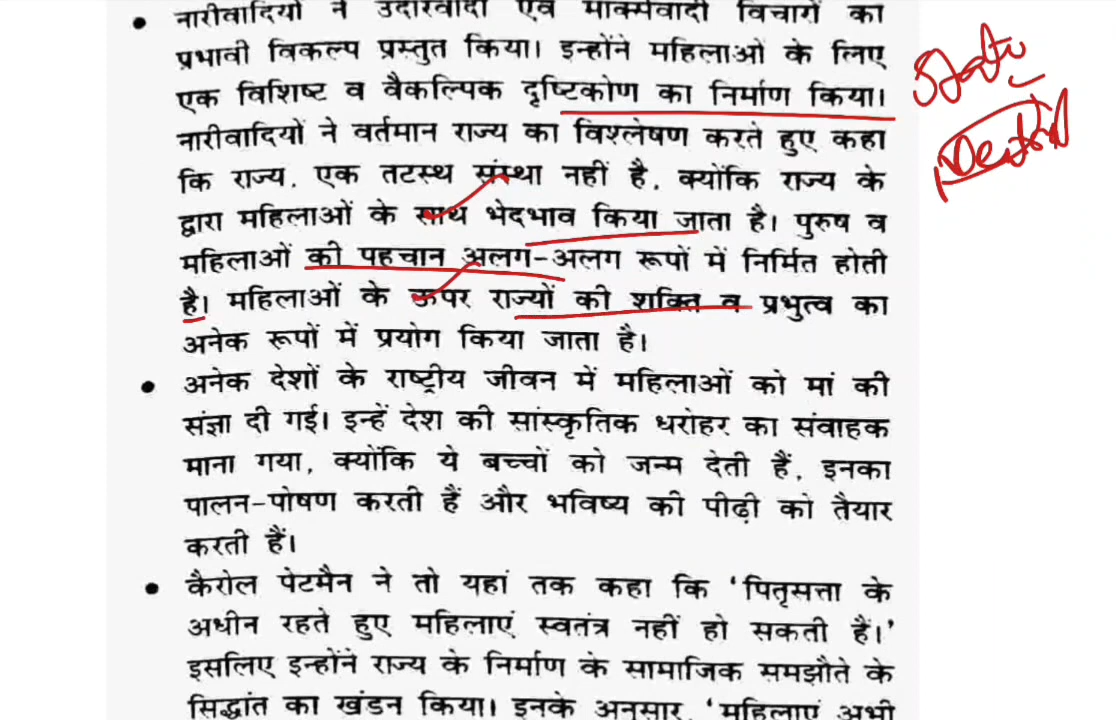 नारीवादियों ने उदारवादी एवं मार्क्सवादी विचारों का
प्रभावी विकल्प प्रस्तुत किया। इन्होंने महिलाओं के लिए
एक विशिष्ट व वैकल्पिक दृष्टिकोण का निर्माण किया।
नारीवादियों ने वर्तमान राज्य का विश्लेषण करते हुए कहा
कि राज्य, एक तटस्थ संस्था नहीं है, क्योंकि राज्य के
द्वारा महिलाओं के साथ भेदभाव किया जाता है। पुरुष व
महिलाओं की पहचान अलग-अलग रूपों में निर्मित होती
है। महिलाओं के ऊपर राज्यों की शक्ति व प्रभुत्व का
अनेक रूपों में प्रयोग किया जाता है।
अनेक देशों के राष्ट्रीय जीवन में महिलाओं को मां की
संज्ञा दी गई। इन्हें देश की सांस्कृतिक धरोहर का संवाहक
माना गया, क्योंकि ये बच्चों को जन्म देती हैं, इनका
पालन-पोषण करती हैं और भविष्य की पीढ़ी को तैयार
करती हैं।
कैरोल पेटमैन ने तो यहां तक कहा कि 'पितृसत्ता के
अधीन रहते हुए महिलाएं स्वतंत्र नहीं हो सकती हैं।'
इसलिए इन्होंने राज्य के निर्माण के सामाजिक समझौते के
सिद्धांत का खंडन किया। इनके अनुसार, 'महिलाएं अभी